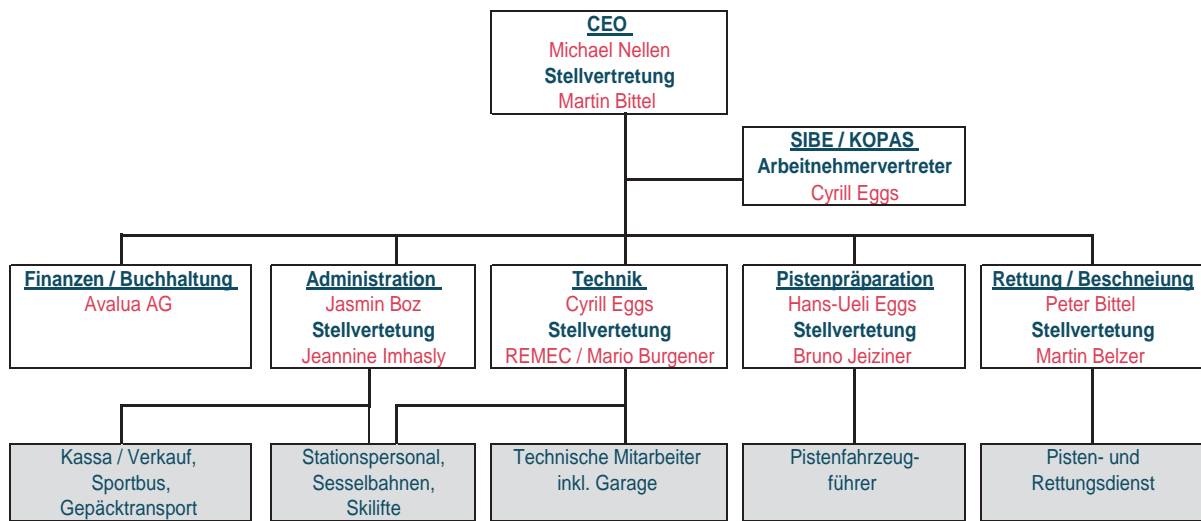 CEO
Michael Nellen
Stellvertretung
Martin Bittel
SIBE / KOPAS
Arbeitnehmervertreter
Cyrill Eggs
Finanzen / Buchhaltung
Avalua AG
Administration
Jasmin Boz
Stellvertetung
Jeannine Imhasly
Technik
Cyrill Eggs
Stellvertetung
REMEC / Mario Burgener
Pistenpräparation
Hans-Ueli Eggs
Stellvertetung
Bruno Jeiziner
Rettung / Beschneiung
Peter Bittel
Stellvertetung
Martin Belzer
Kassa / Verkauf,
Sportbus,
Gepäcktransport
Stationspersonal,
Sesselbahnen,
Skilifte
Technische Mitarbeiter
inkl. Garage
Pistenfahrzeug-
führer
Pisten- und
Rettungsdienst